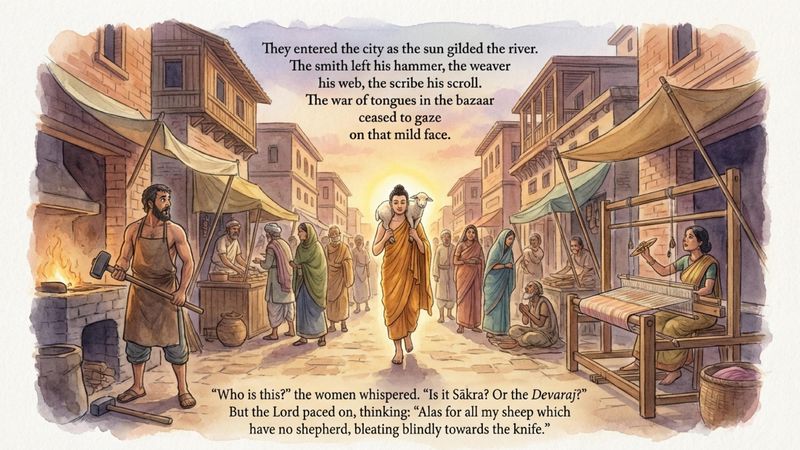 They entered the city as the sun gilded the river.
The smith left his hammer, the weaver
his web, the scribe his scroll.
The war of tongues in the bazaar
ceased to gaze
on that mild face.
“Who is this?” the women whispered. “Is it Sākra? Or the Devaraj?”
But the Lord paced on, thinking: “Alas for all my sheep which
have no shepherd, bleating blindly towards the knife.”